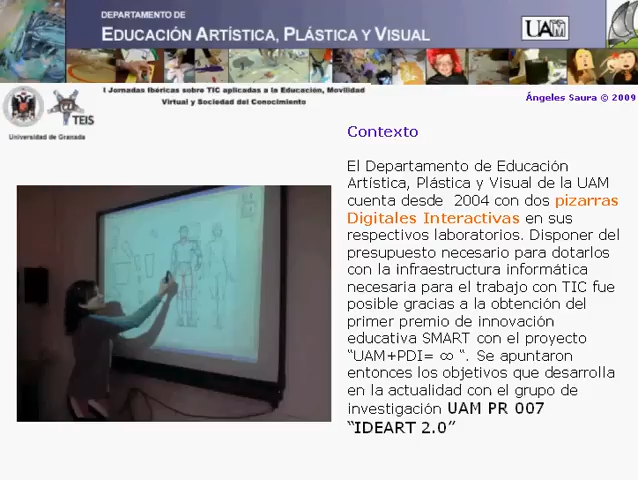 DEPARTAMENTO DE
EDUCACIÓN ARTÍSTICA, PLÁSTICA Y VISUAL
UAM
I Jornadas Ibéricas sobre TIC aplicadas a la Educación, Movilidad
Virtual y Sociedad del Conocimiento
Ángeles Saura © 2009
TEIS
Universidad de Granada
Contexto
El Departamento de Educación
Artística, Plástica y Visual de la UAM
cuenta desde 2004 con dos pizarras
Digitales Interactivas en sus
respectivos laboratorios. Disponer del
presupuesto necesario para dotarlos
con la infraestructura informática
necesaria para el trabajo con TIC fue
posible gracias a la obtención del
primer premio de innovación
educativa SMART con el proyecto
"UAM+PDI= ∞ ". Se apuntaron
entonces los objetivos que desarrolla
en la actualidad con el grupo de
investigación UAM PR 007
"IDEART 2.0"